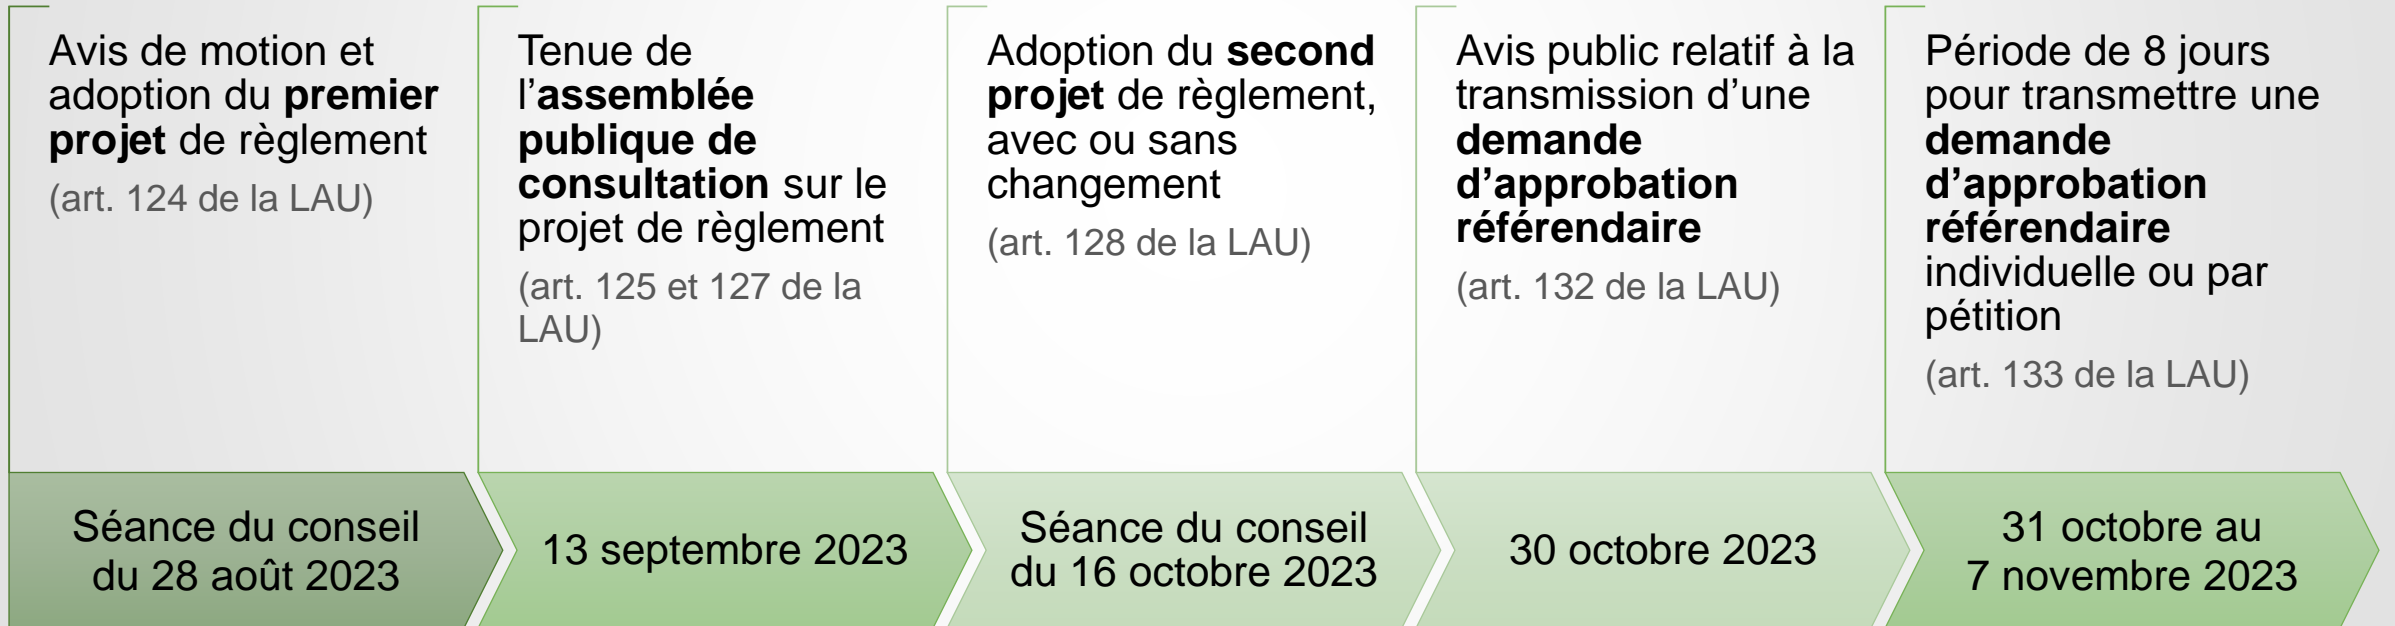 Avis de motion et
adoption du premier
projet de règlement
(art. 124 de la LAU)
Séance du conseil
du 28 août 2023
Tenue de
l’assemblée
publique de
consultation sur le
projet de règlement
(art. 125 et 127 de la
LAU)
13 septembre 2023
Adoption du second
projet de règlement,
avec ou sans
changement
(art. 128 de la LAU)
Séance du conseil
du 16 octobre 2023
Avis public relatif à la
transmission d’une
demande
d’approbation
référendaire
(art. 132 de la LAU)
30 octobre 2023
Période de 8 jours
pour transmettre une
demande
d’approbation
référendaire
individuelle ou par
pétition
(art. 133 de la LAU)
31 octobre au
7 novembre 2023